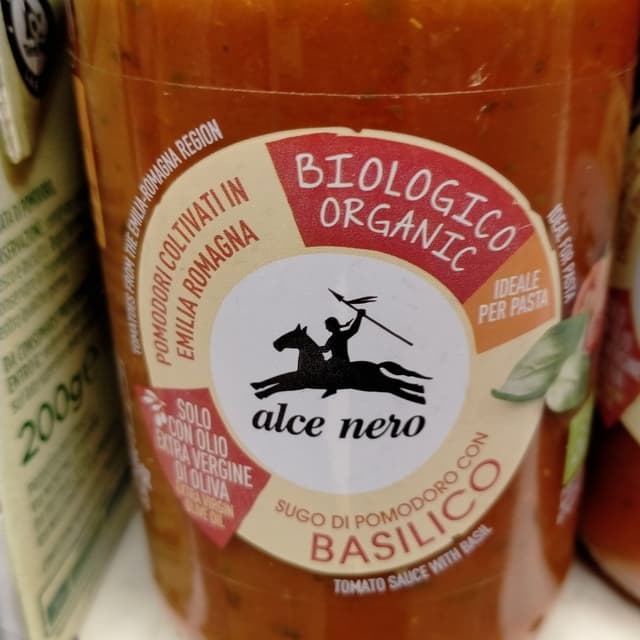 BIOLOGICO
ORGANIC
IDEALE
PER PASTA
IDEAL FOR PASTA
TOMATOES FROM THE EMILIA-ROMAGNA REGION
POMODORI COLTIVATI IN
EMILIA ROMAGNA
alce nero
SOLO
CON OLIO
EXTRA VERGINE
DI OLIVA
SUGO DI POMODORO CON
BASILICO
TOMATO SAUCE WITH BASIL
200g e